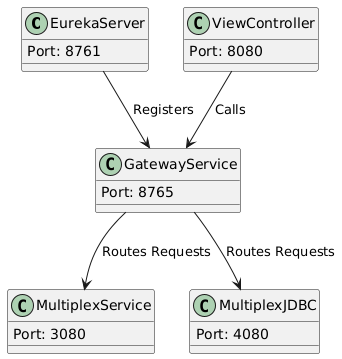 C EurekaServer
Port: 8761
C ViewController
Port: 8080
Registers
Calls
C GatewayService
Port: 8765
Routes Requests
Routes Requests
C MultiplexService
Port: 3080
C MultiplexJDBC
Port: 4080